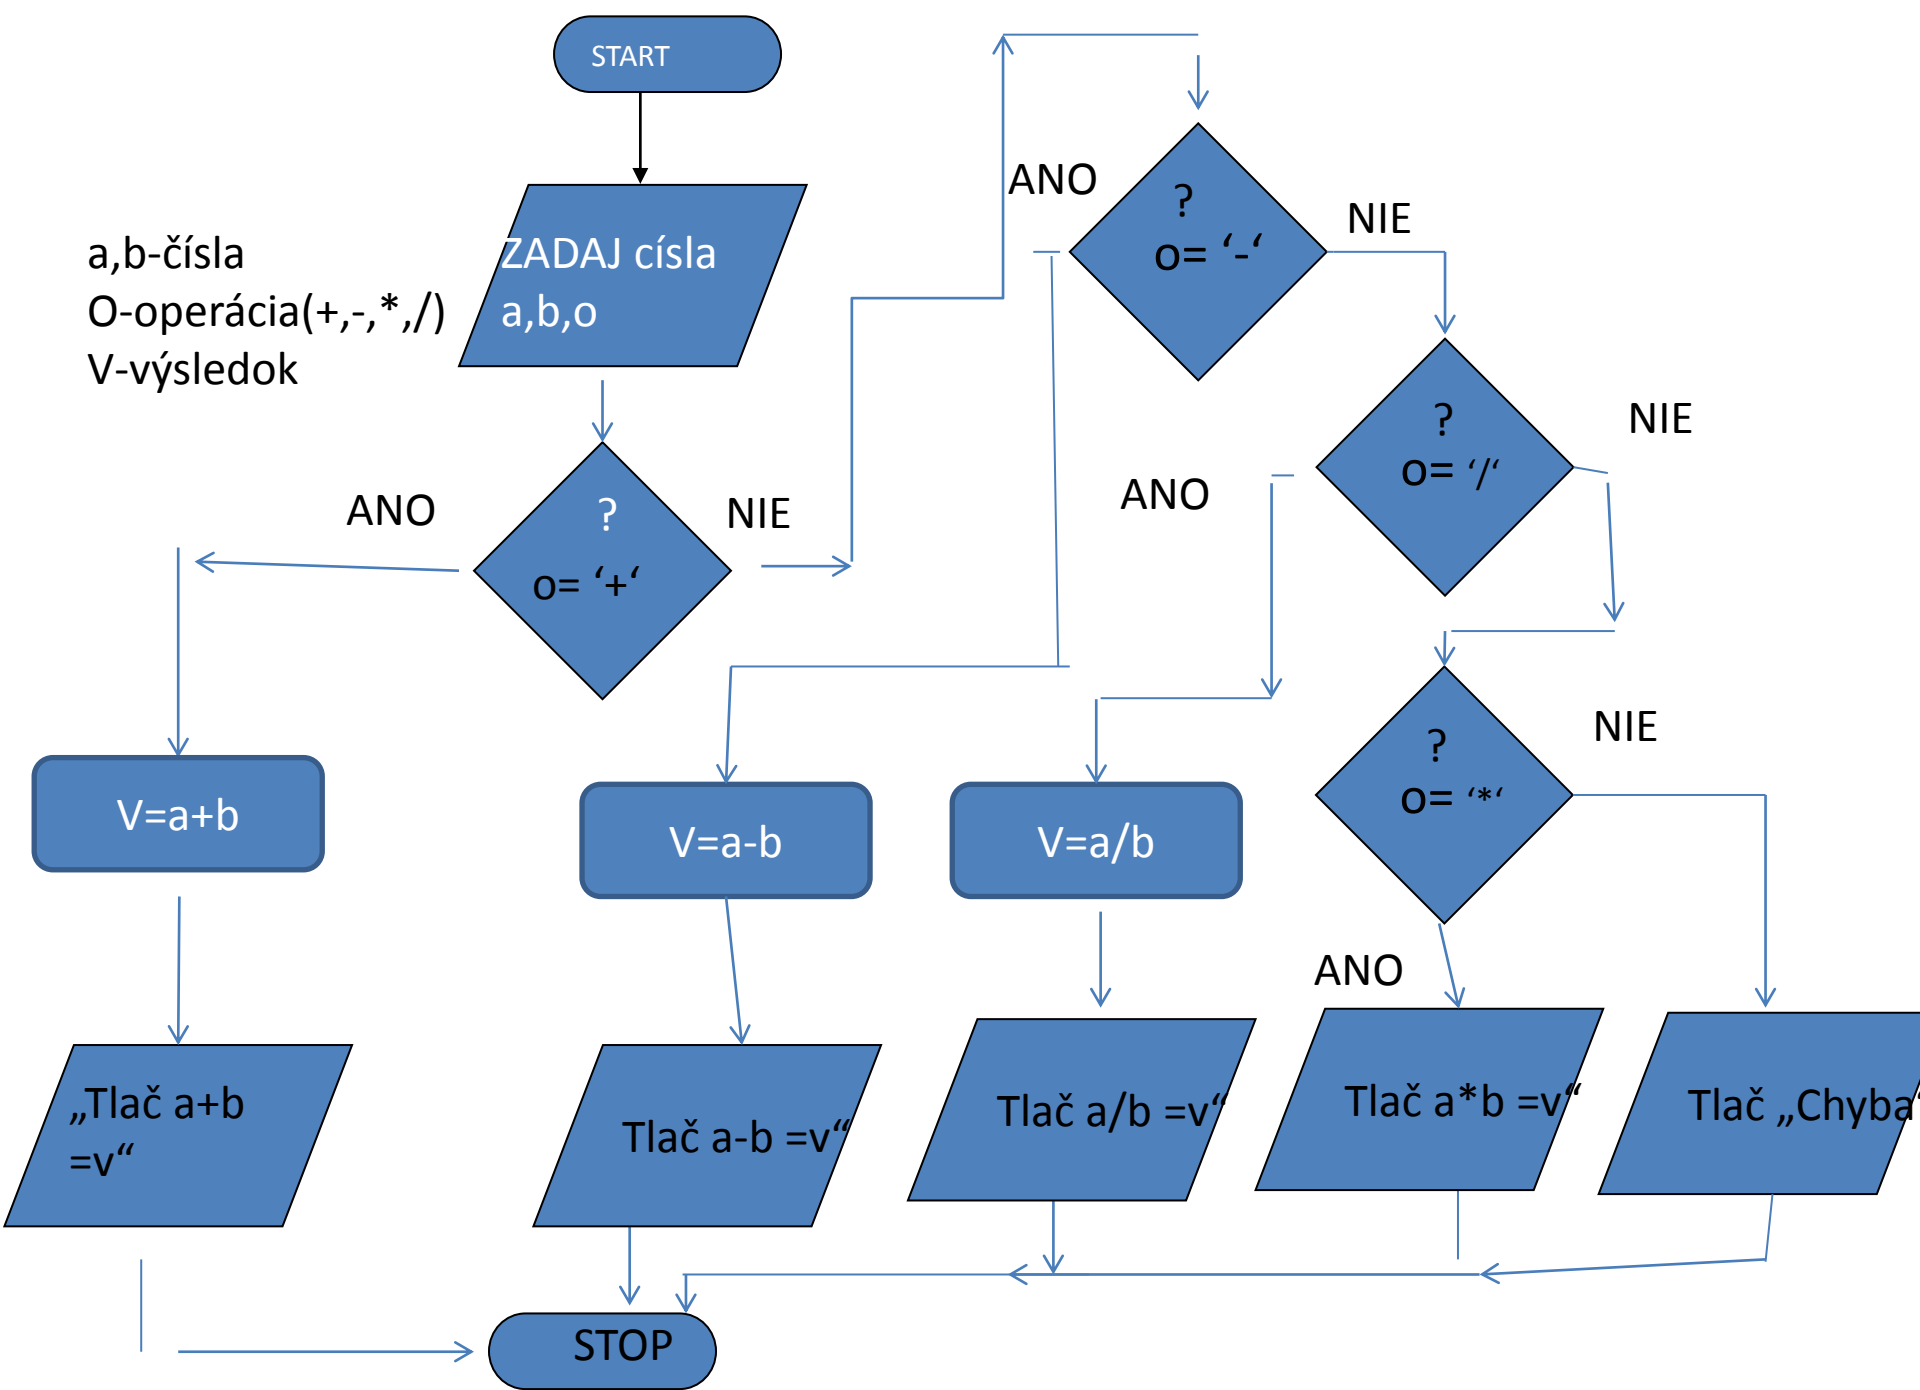 START
ZADAJ císla
a,b,o
a,b-čísla
O-operácia(+,-,*,/)
V-výsledok
ANO
?
o= ‘+‘
NIE
ANO
?
o= ‘-‘
NIE
ANO
?
o= ‘/‘
NIE
?
o= ‘*‘
NIE
ANO
V=a+b
V=a-b
V=a/b
„Tlač a+b
=v“
Tlač a-b =v“
Tlač a/b =v“
Tlač a*b =v“
Tlač „Chyba“
STOP